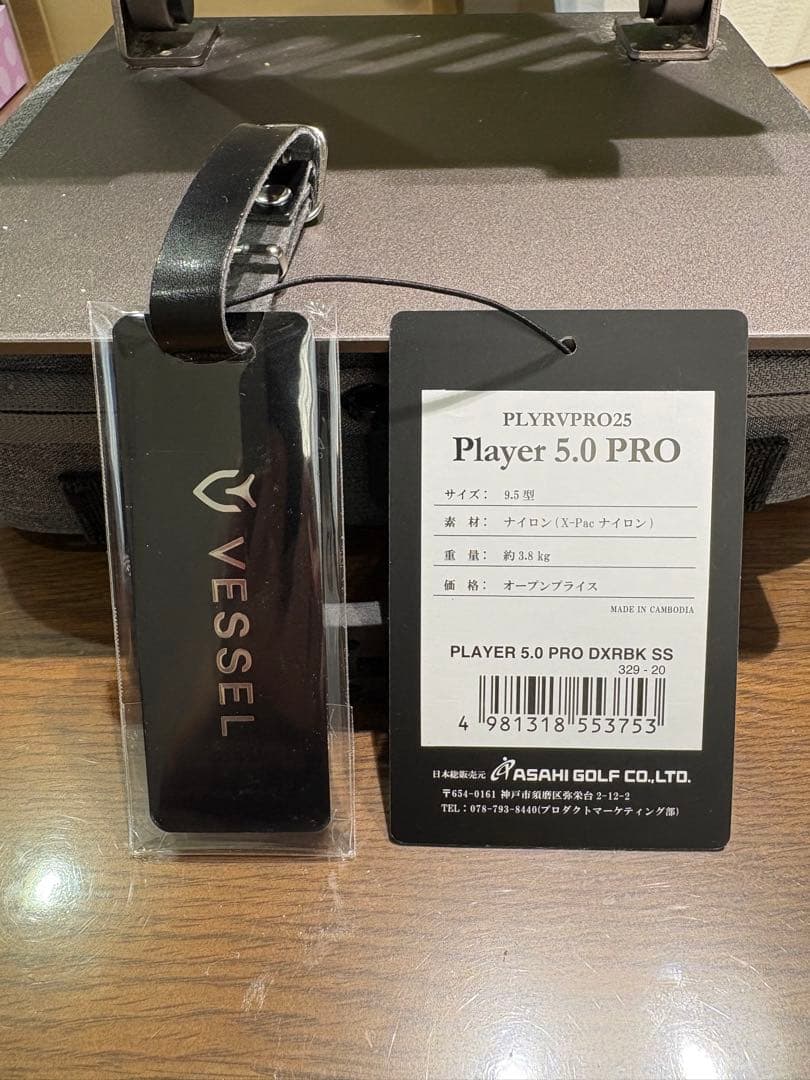 VESSEL
PLYRVPRO25
Player 5.0 PRO
サイズ： 9.5 型
素 材： ナイロン ( X-Pac ナイロン )
重 量： 約 3.8 kg
価 格： オープンプライス
MADE IN CAMBODIA
PLAYER 5.0 PRO DXRBK SS
329 - 20
4 981318 553753
日本総販売元 ASAHI GOLF CO.,LTD.
〒654-0161 神戸市須磨区弥栄台 2-12-2
TEL：078-793-8440(プロダクトマーケティング部)